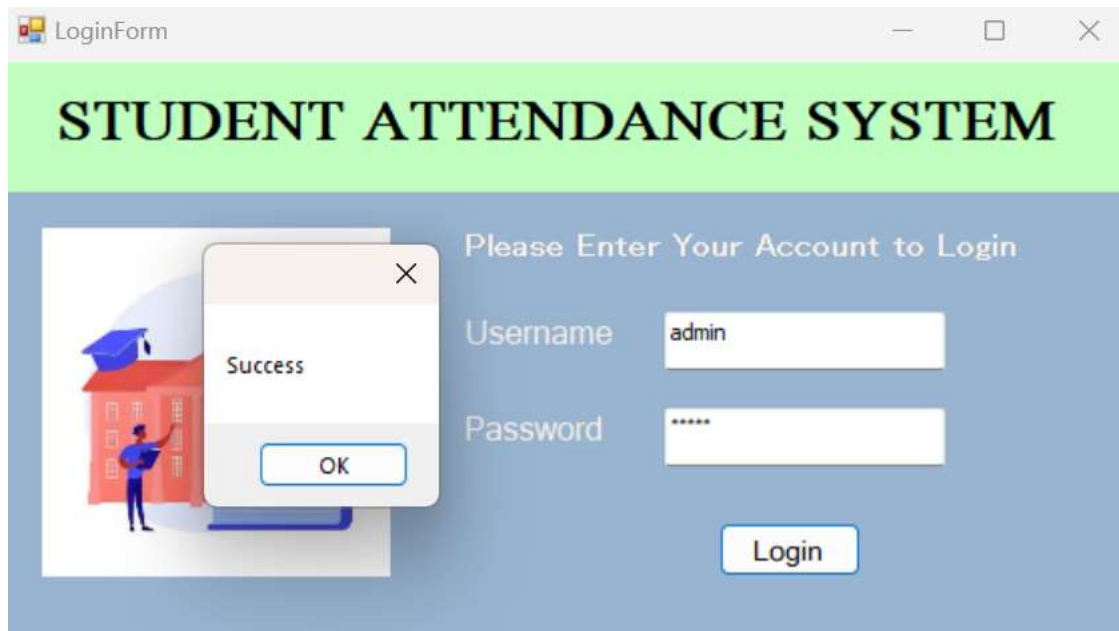 LoginForm
STUDENT ATTENDANCE SYSTEM
Please Enter Your Account to Login
Username
admin
Password
*****
Success
OK
Login